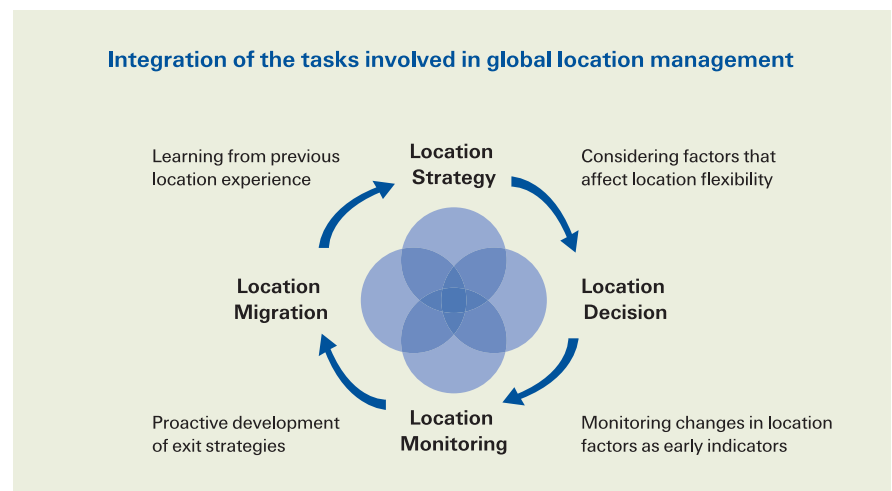 Integration of the tasks involved in global location management
Learning from previous
location experience
Location
Strategy
Considering factors that
affect location flexibility
Location
Migration
Location
Decision
Proactive development
of exit strategies
Location
Monitoring
Monitoring changes in location
factors as early indicators